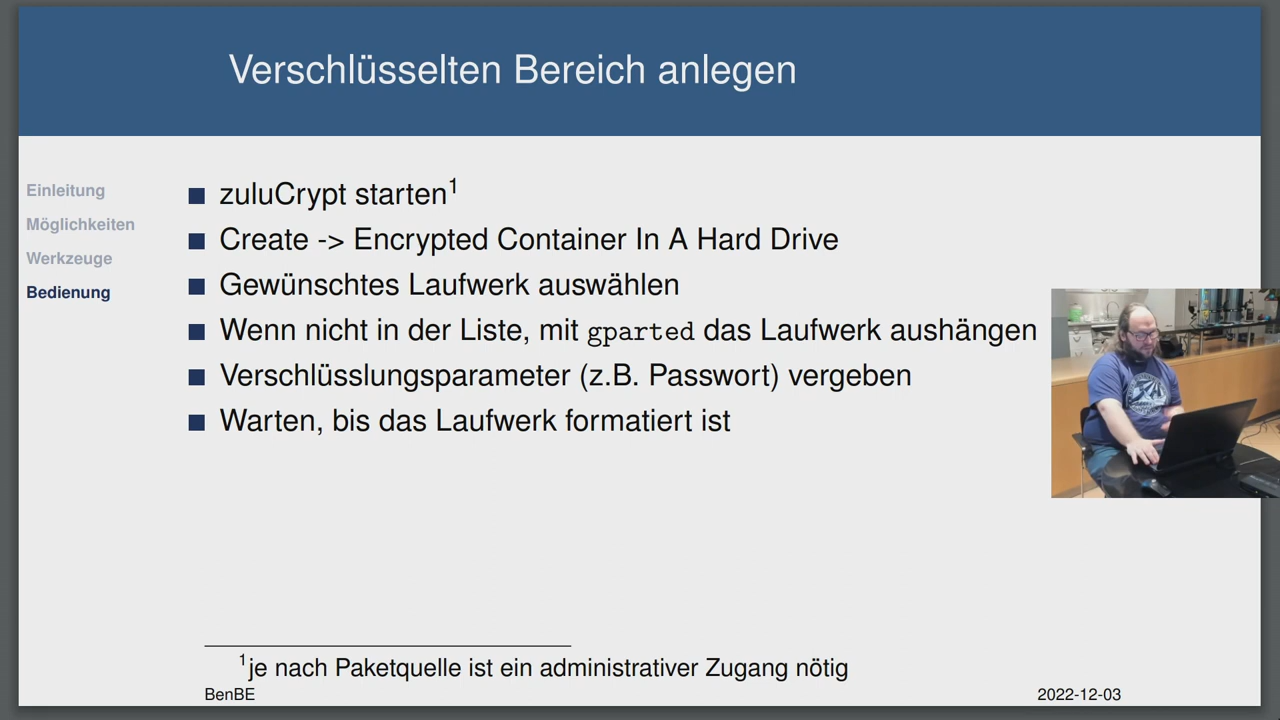 Verschlüsselten Bereich anlegen
Einleitung
Möglichkeiten
Werkzeuge
Bedienung
zuluCrypt starten¹
Create -> Encrypted Container In A Hard Drive
Gewünschtes Laufwerk auswählen
Wenn nicht in der Liste, mit gparted das Laufwerk aushängen
Verschlüsslungsparameter (z.B. Passwort) vergeben
Warten, bis das Laufwerk formatiert ist
¹je nach Paketquelle ist ein administrativer Zugang nötig
BenBE
2022-12-03